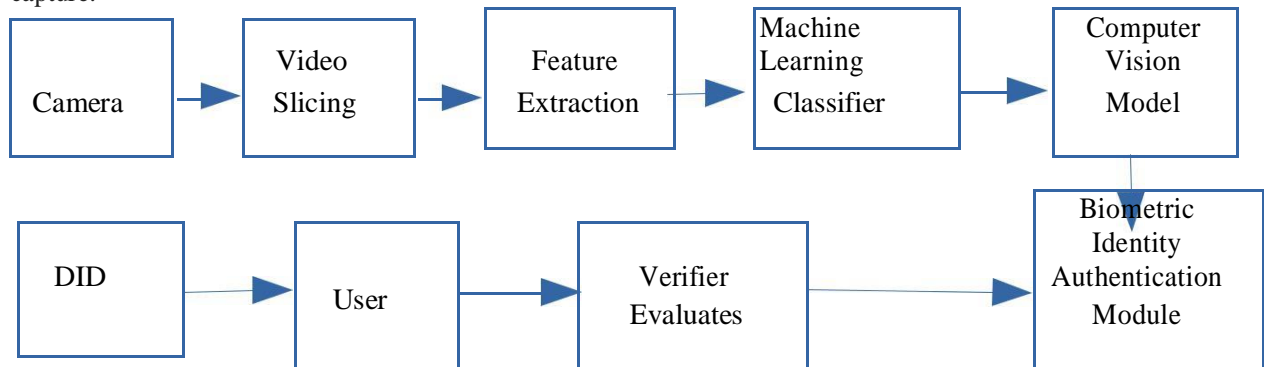 capture.
Camera
Video
Slicing
Feature
Extraction
Machine
Learning
Classifier
Computer
Vision
Model
DID
User
Verifier
Evaluates
Biometric
Identity
Authentication
Module